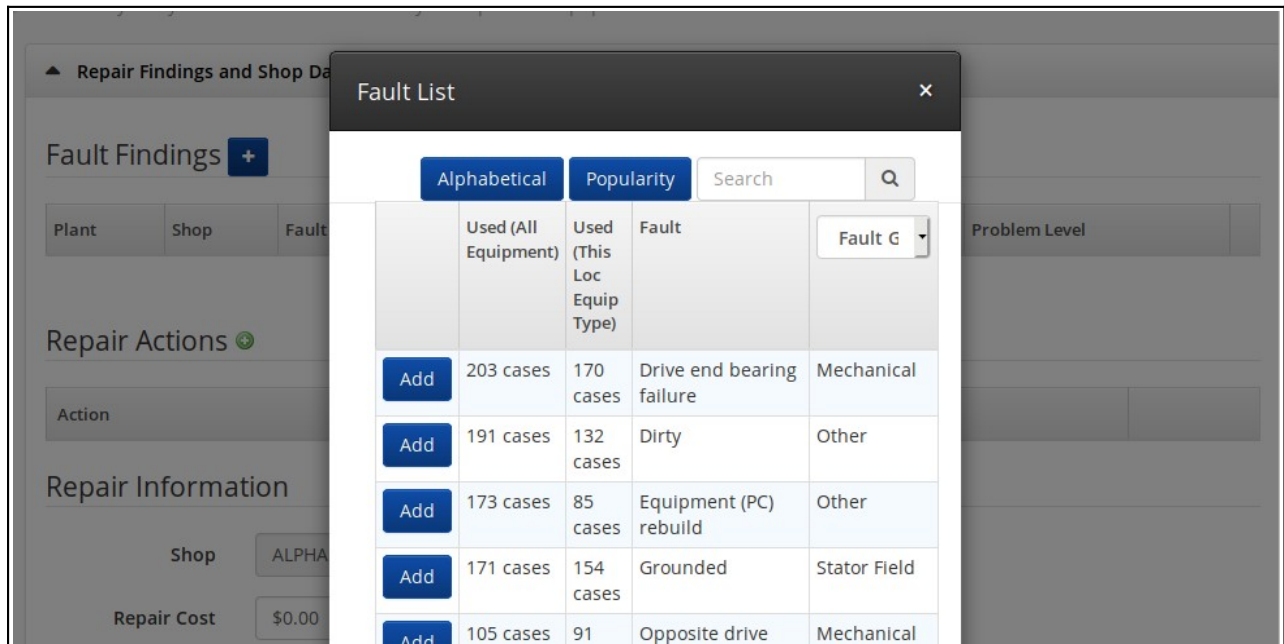 Repair Findings and Shop Da
Fault List
×
Fault Findings +
Alphabetical Popularity Search
Plant Shop Fault
Used (All
Equipment)
Used
(This
Loc
Equip
Type)
Fault
Fault G
Problem Level
Repair Actions
Action
Add 203 cases 170
cases
Drive end bearing
failure
Mechanical
Add 191 cases 132
cases
Dirty Other
Add 173 cases 85
cases
Equipment (PC)
rebuild
Other
Add 171 cases 154
cases
Grounded Stator Field
Add 105 cases 91 Opposite drive Mechanical
Repair Information
Shop ALPHA
Repair Cost $0.00